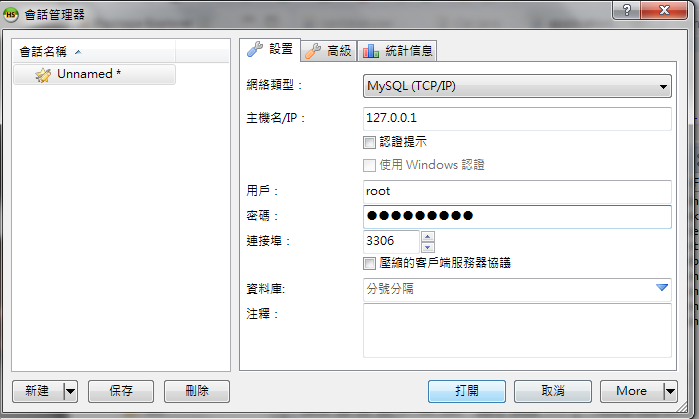 HS
會話管理器
會話名稱
Unnamed *
設置
高級
統計信息
網絡類型：
MySQL (TCP/IP)
主機名/IP：
127.0.0.1
認證提示
使用 Windows 認證
用戶：
root
密碼：
●●●●●●●●●
連接埠：
3306
壓縮的客戶端服務器協議
資料庫:
分號分隔
注釋：
新建
保存
刪除
打開
取消
More